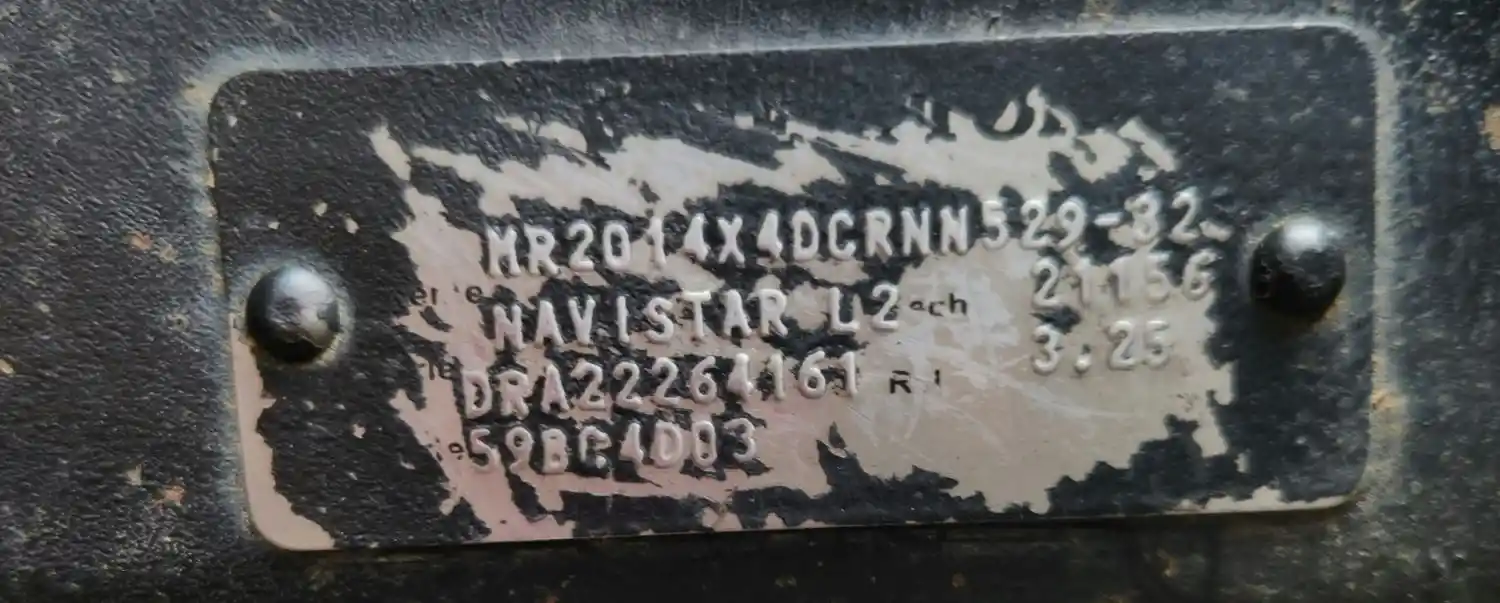 MR2014X4DCRNN529-82
21156
NAVISTAR L2
3.25
DRA22264161 R
59BC4D03